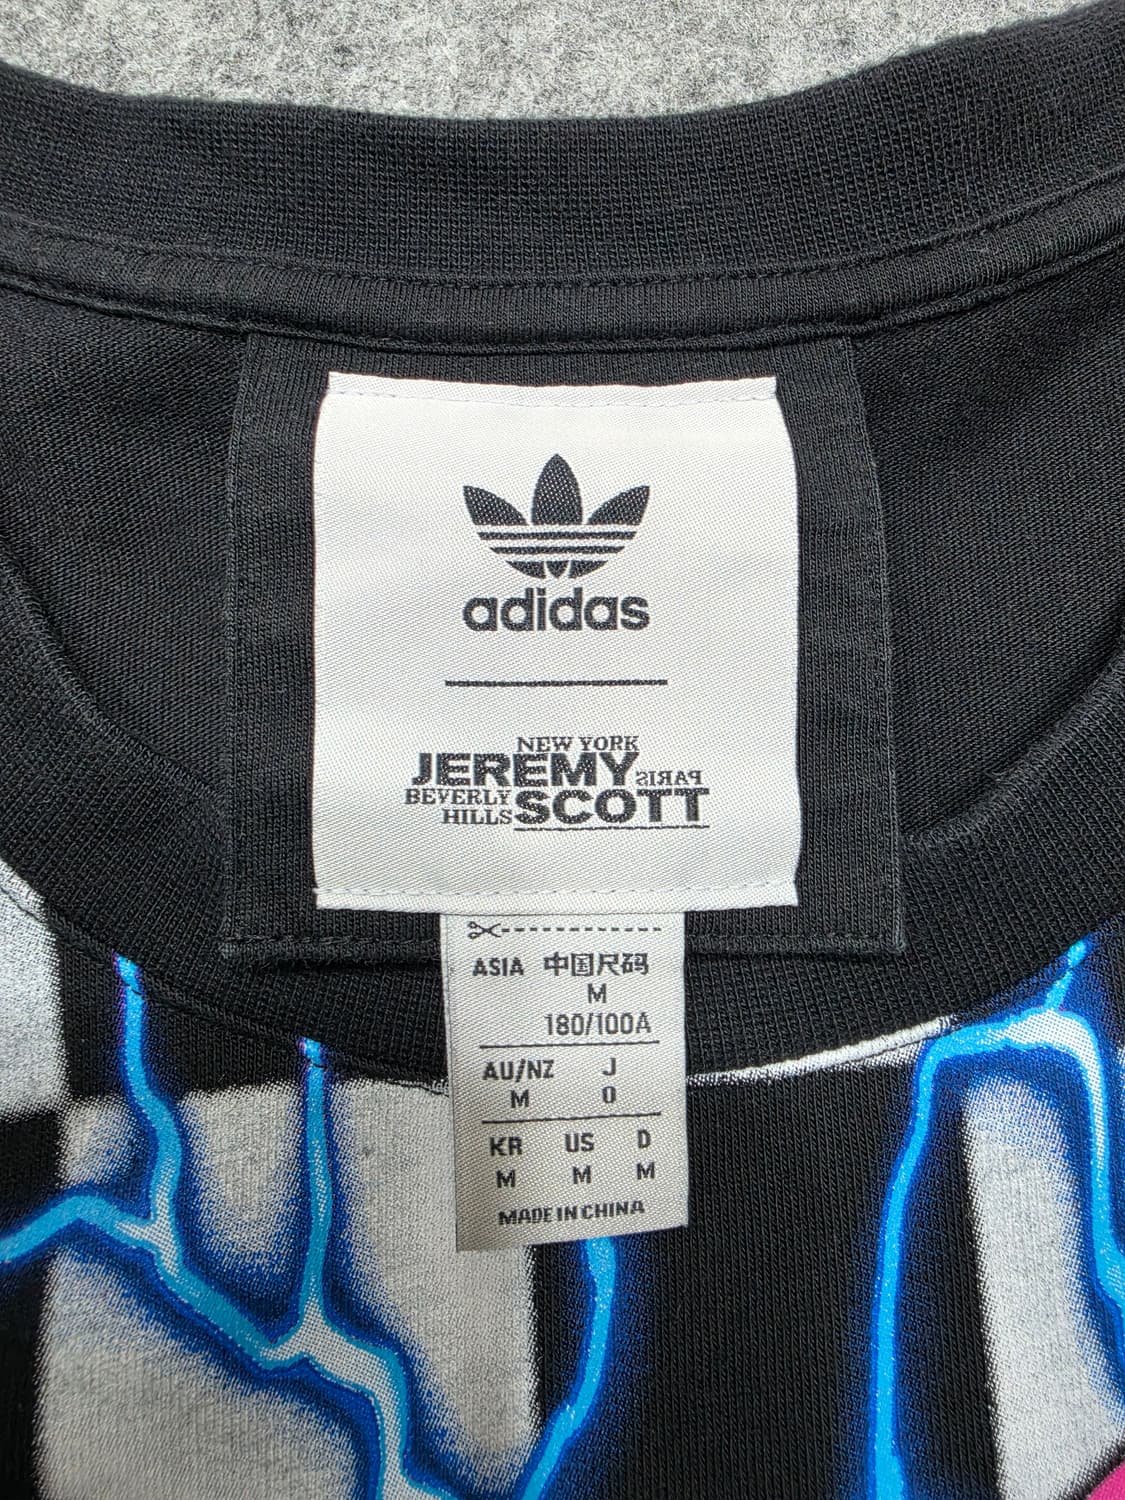 adidas
NEW YORK
JEREMY PARIS
BEVERLY SCOTT
HILLS
ASIA 中国尺码
M
180/100A
AU/NZ J
M O
KR US D
M M M
MADE IN CHINA